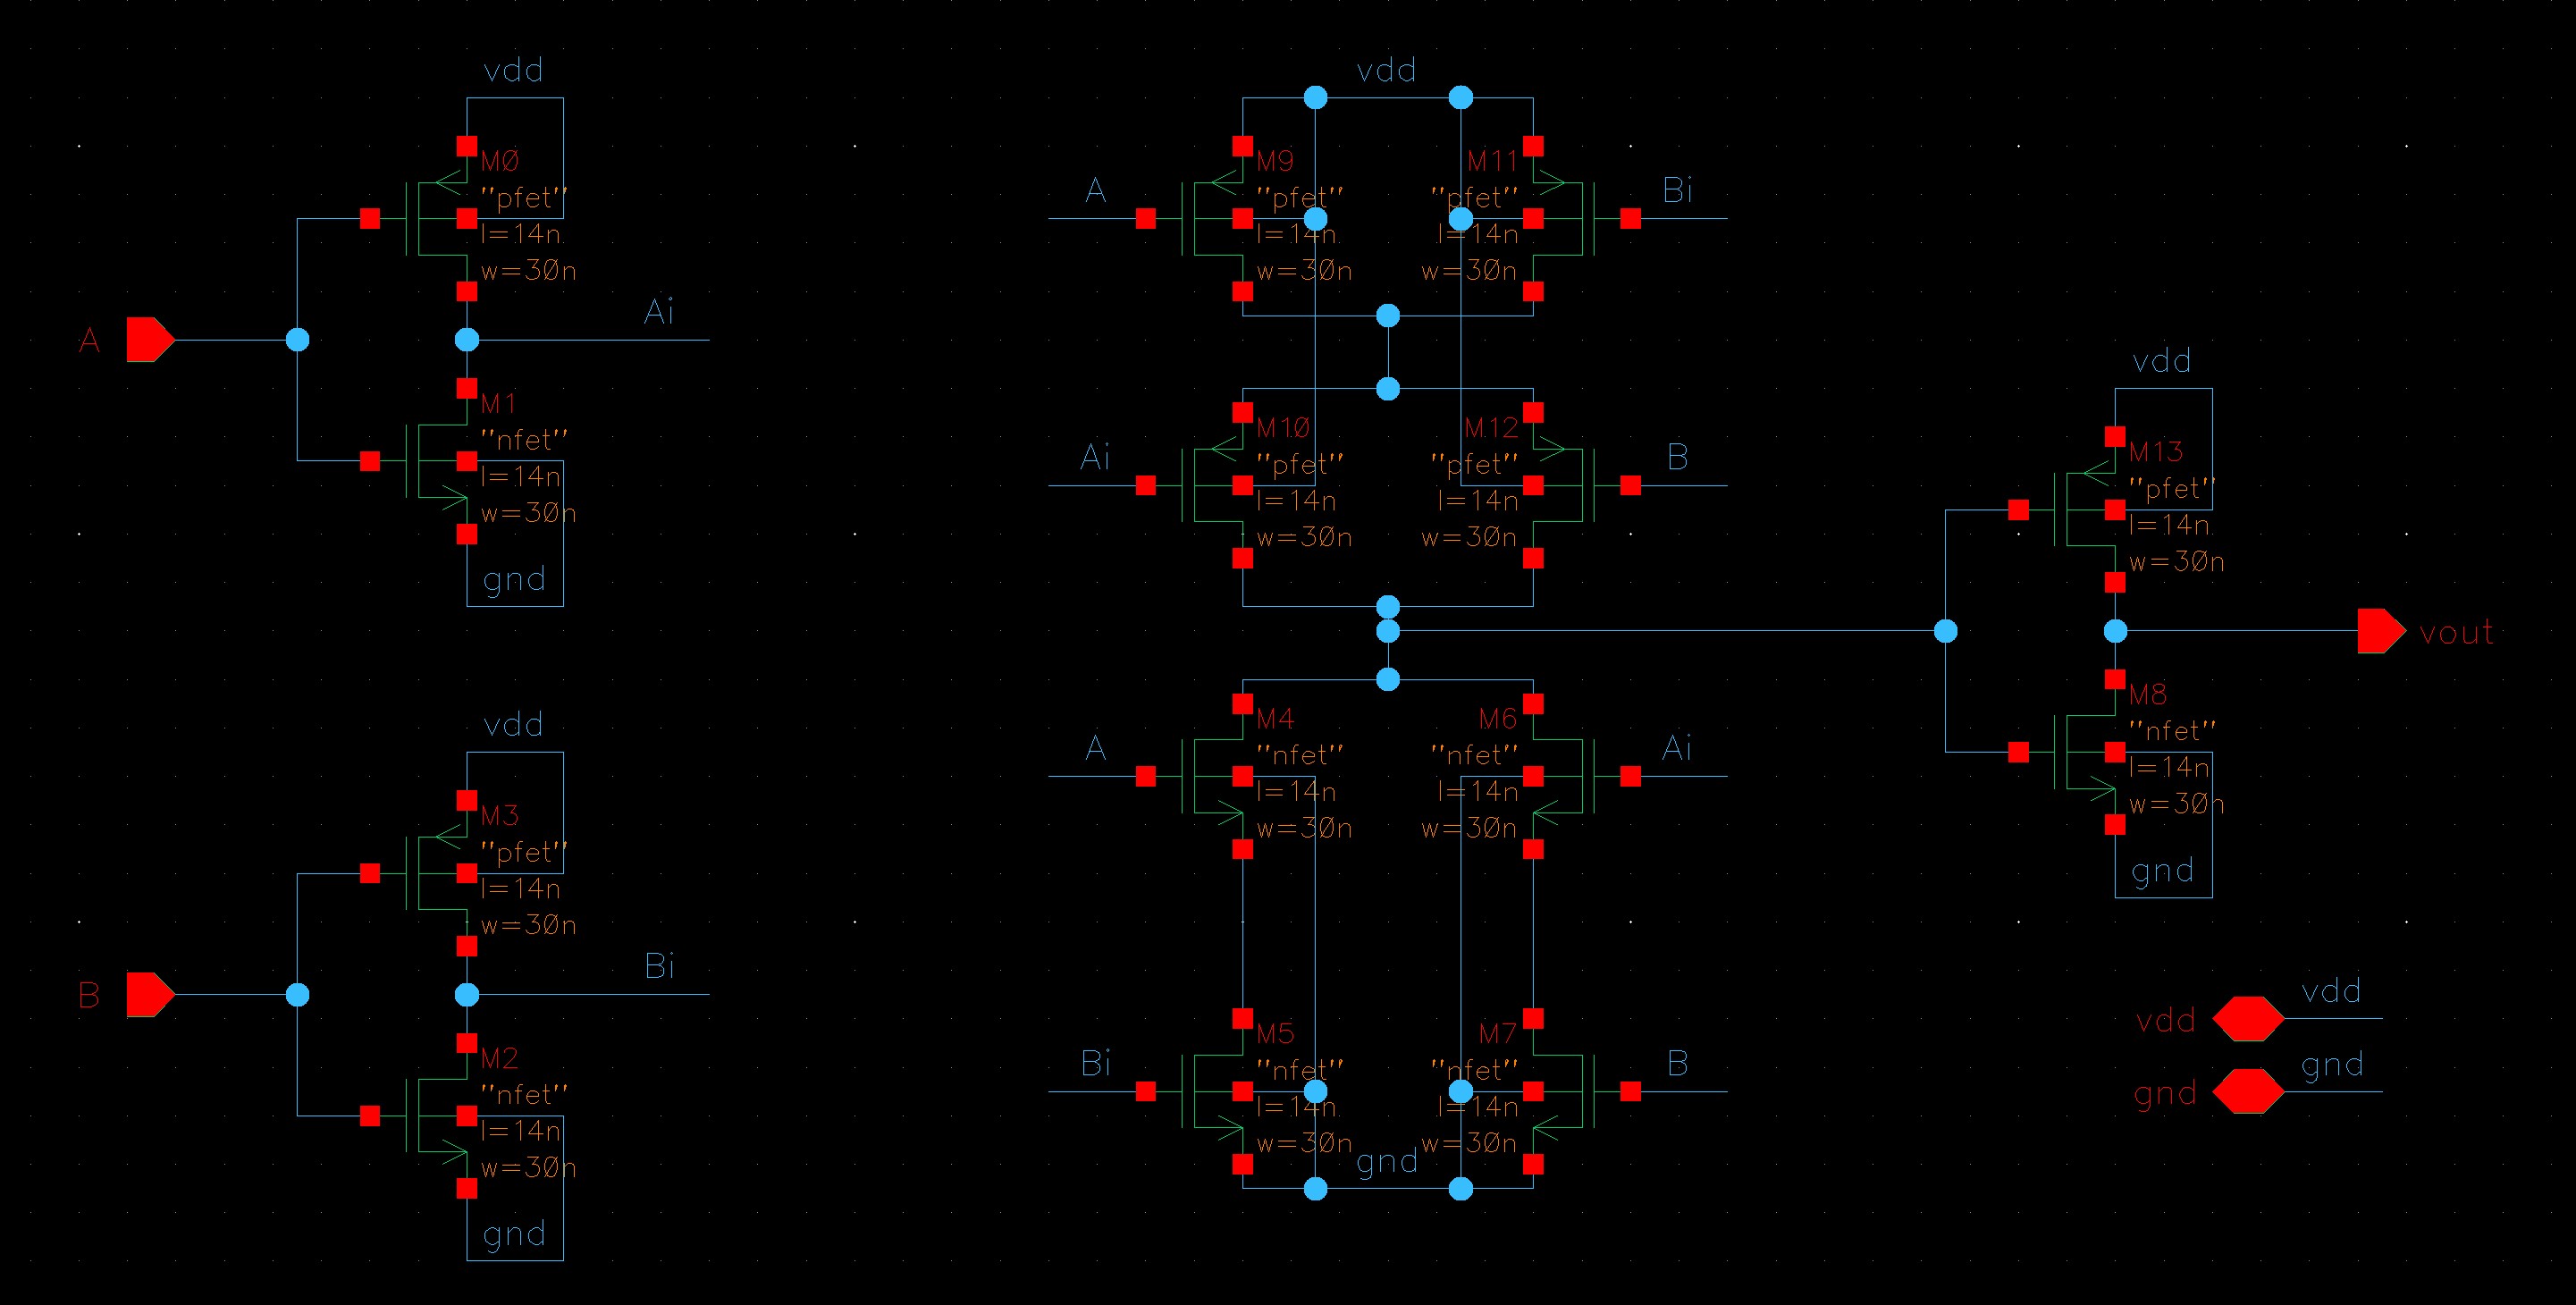 vdd
M0
"pfet"
l=14n
w=30n
Ai
A
M1
"nfet"
l=14n
w=30n
gnd
vdd
M3
"pfet"
l=14n
w=30n
Bi
B
M2
"nfet"
l=14n
w=30n
gnd
vdd
A
M9
"pfet"
l=14n
w=30n
M11
"pfet"
l=14n
w=30n
Bi
Ai
M10
"pfet"
l=14n
w=30n
M12
"pfet"
l=14n
w=30n
B
A
M4
"nfet"
l=14n
w=30n
M6
"nfet"
l=14n
w=30n
Ai
Bi
M5
"nfet"
l=14n
w=30n
M7
"nfet"
l=14n
w=30n
B
gnd
vdd
M13
"pfet"
l=14n
w=30n
vout
M8
"nfet"
l=14n
w=30n
gnd
vdd vdd
gnd gnd